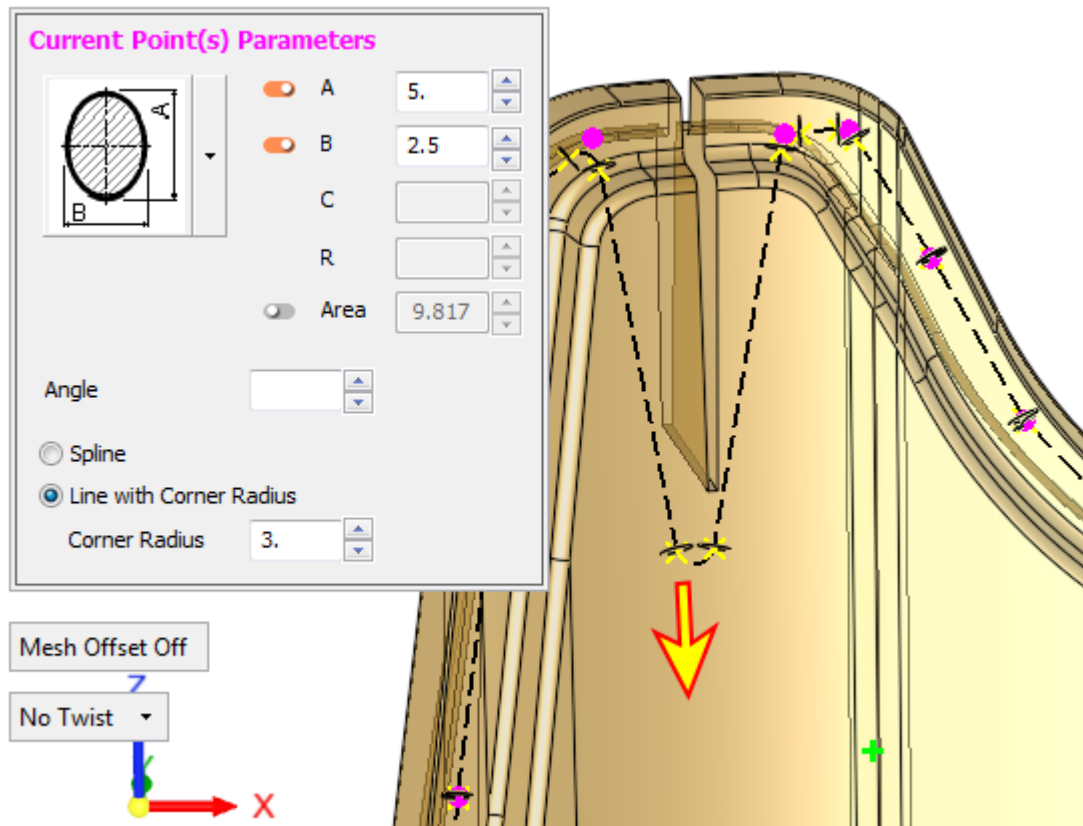 Current Point(s) Parameters
A
B
A 5.
B 2.5
C
R
Area 9.817
Angle
Spline
Line with Corner Radius
Corner Radius 3.
Mesh Offset Off
Z
No Twist
Y
X